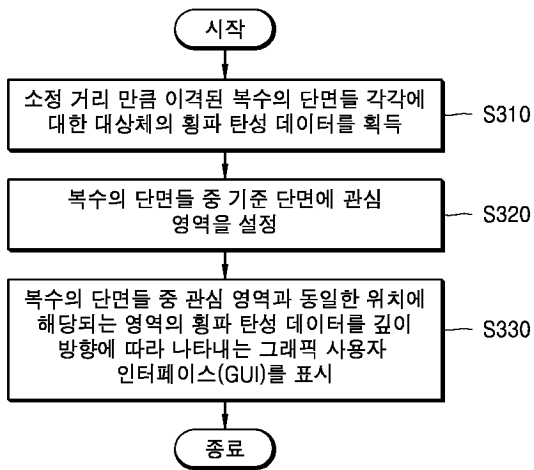 시작
소정 거리 만큼 이격된 복수의 단면들 각각에
대한 대상체의 횡파 탄성 데이터를 획득
S310
복수의 단면들 중 기준 단면에 관심
영역을 설정
S320
복수의 단면들 중 관심 영역과 동일한 위치에
해당되는 영역의 횡파 탄성 데이터를 깊이
방향에 따라 나타내는 그래픽 사용자
인터페이스(GUI)를 표시
S330
종료